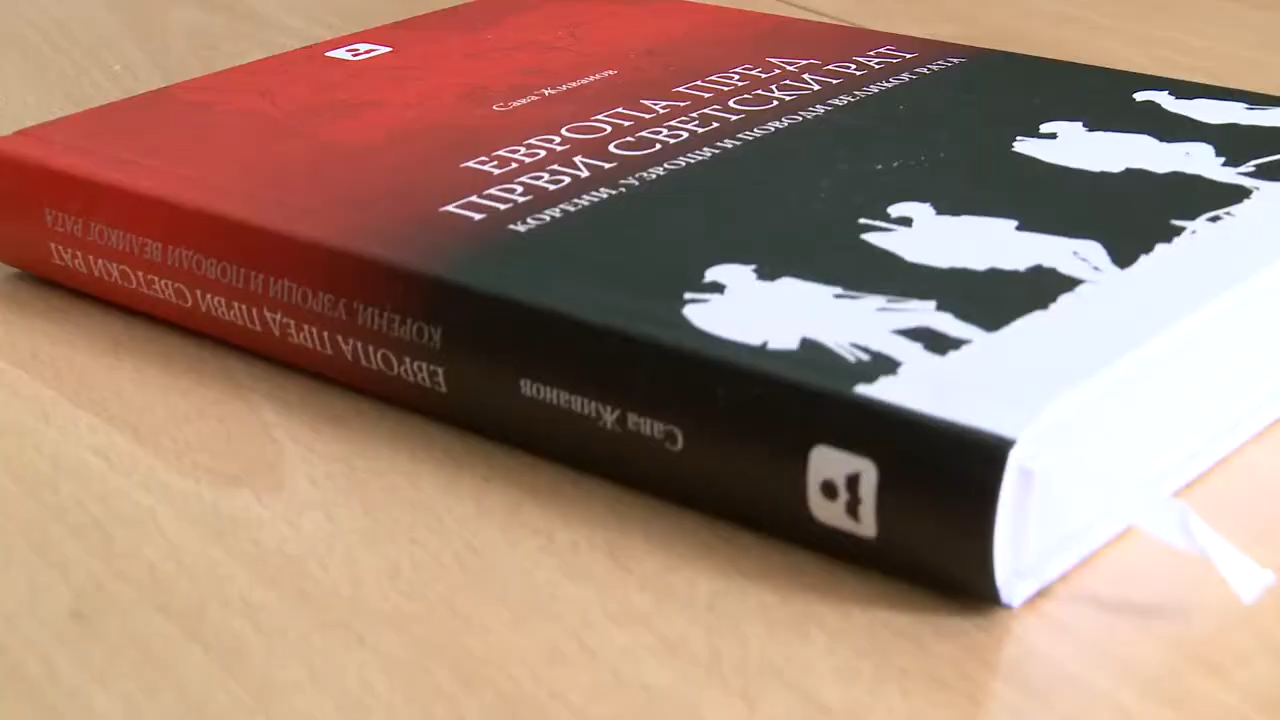 Сава Живанов
ЕВРОПА ПРЕД
ПРВИ СВЕТСКИ РАТ
КОРЕНИ, УЗРОЦИ И ПОВОДИ ВЕЛИКОГ РАТА
Сава Живанов
ЕВРОПА ПРЕД ПРВИ СВЕТСКИ РАТ
КОРЕНИ, УЗРОЦИ И ПОВОДИ ВЕЛИКОГ РАТА